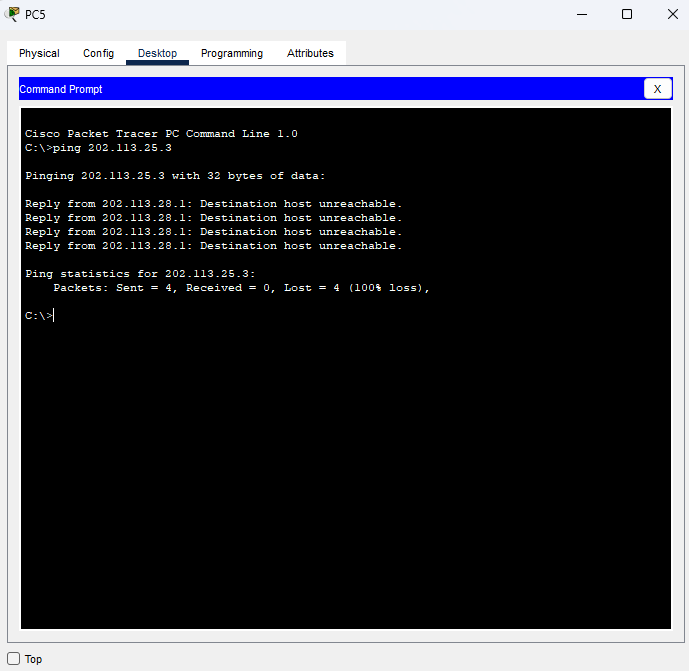 PC5
Physical Config Desktop Programming Attributes
Command Prompt
X
Cisco Packet Tracer PC Command Line 1.0
C:\>ping 202.113.25.3
Pinging 202.113.25.3 with 32 bytes of data:
Reply from 202.113.28.1: Destination host unreachable.
Reply from 202.113.28.1: Destination host unreachable.
Reply from 202.113.28.1: Destination host unreachable.
Reply from 202.113.28.1: Destination host unreachable.
Ping statistics for 202.113.25.3:
    Packets: Sent = 4, Received = 0, Lost = 4 (100% loss),
C:\>
Top